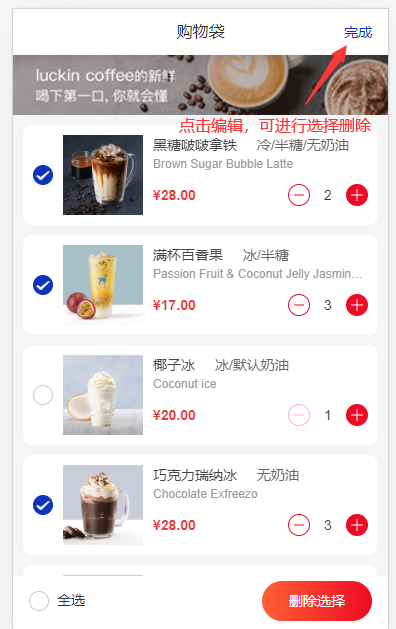 购物袋
完成
luckin coffee的新鲜
喝下第一口, 你就会懂
点击编辑，可进行选择删除
黑糖啵啵拿铁 冷/半糖/无奶油
Brown Sugar Bubble Latte
¥28.00
2
满杯百香果 冰/半糖
Passion Fruit & Coconut Jelly Jasmin...
¥17.00
3
椰子冰 冰/默认奶油
Coconut ice
¥20.00
1
巧克力瑞纳冰 无奶油
Chocolate Exfreezo
¥28.00
3
全选
删除选择